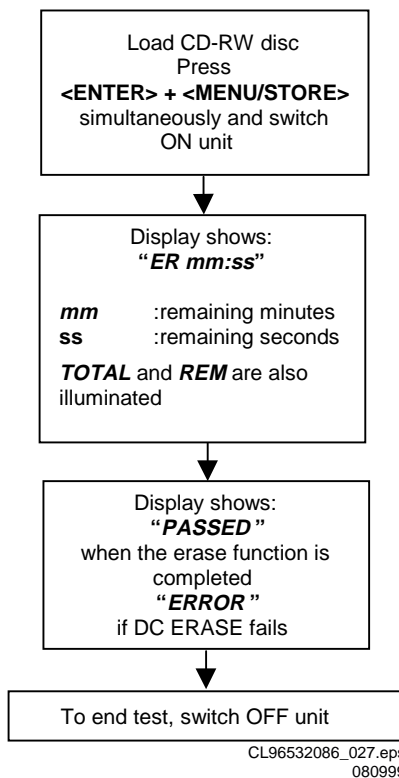 Load CD-RW disc
Press
<ENTER> + <MENU/STORE>
simultaneously and switch
ON unit
Display shows:
“ER mm:ss”
mm :remaining minutes
ss :remaining seconds
TOTAL and REM are also
illuminated
Display shows:
“PASSED”
when the erase function is
completed
“ERROR”
if DC ERASE fails
To end test, switch OFF unit
CL96532086_027.eps
080999